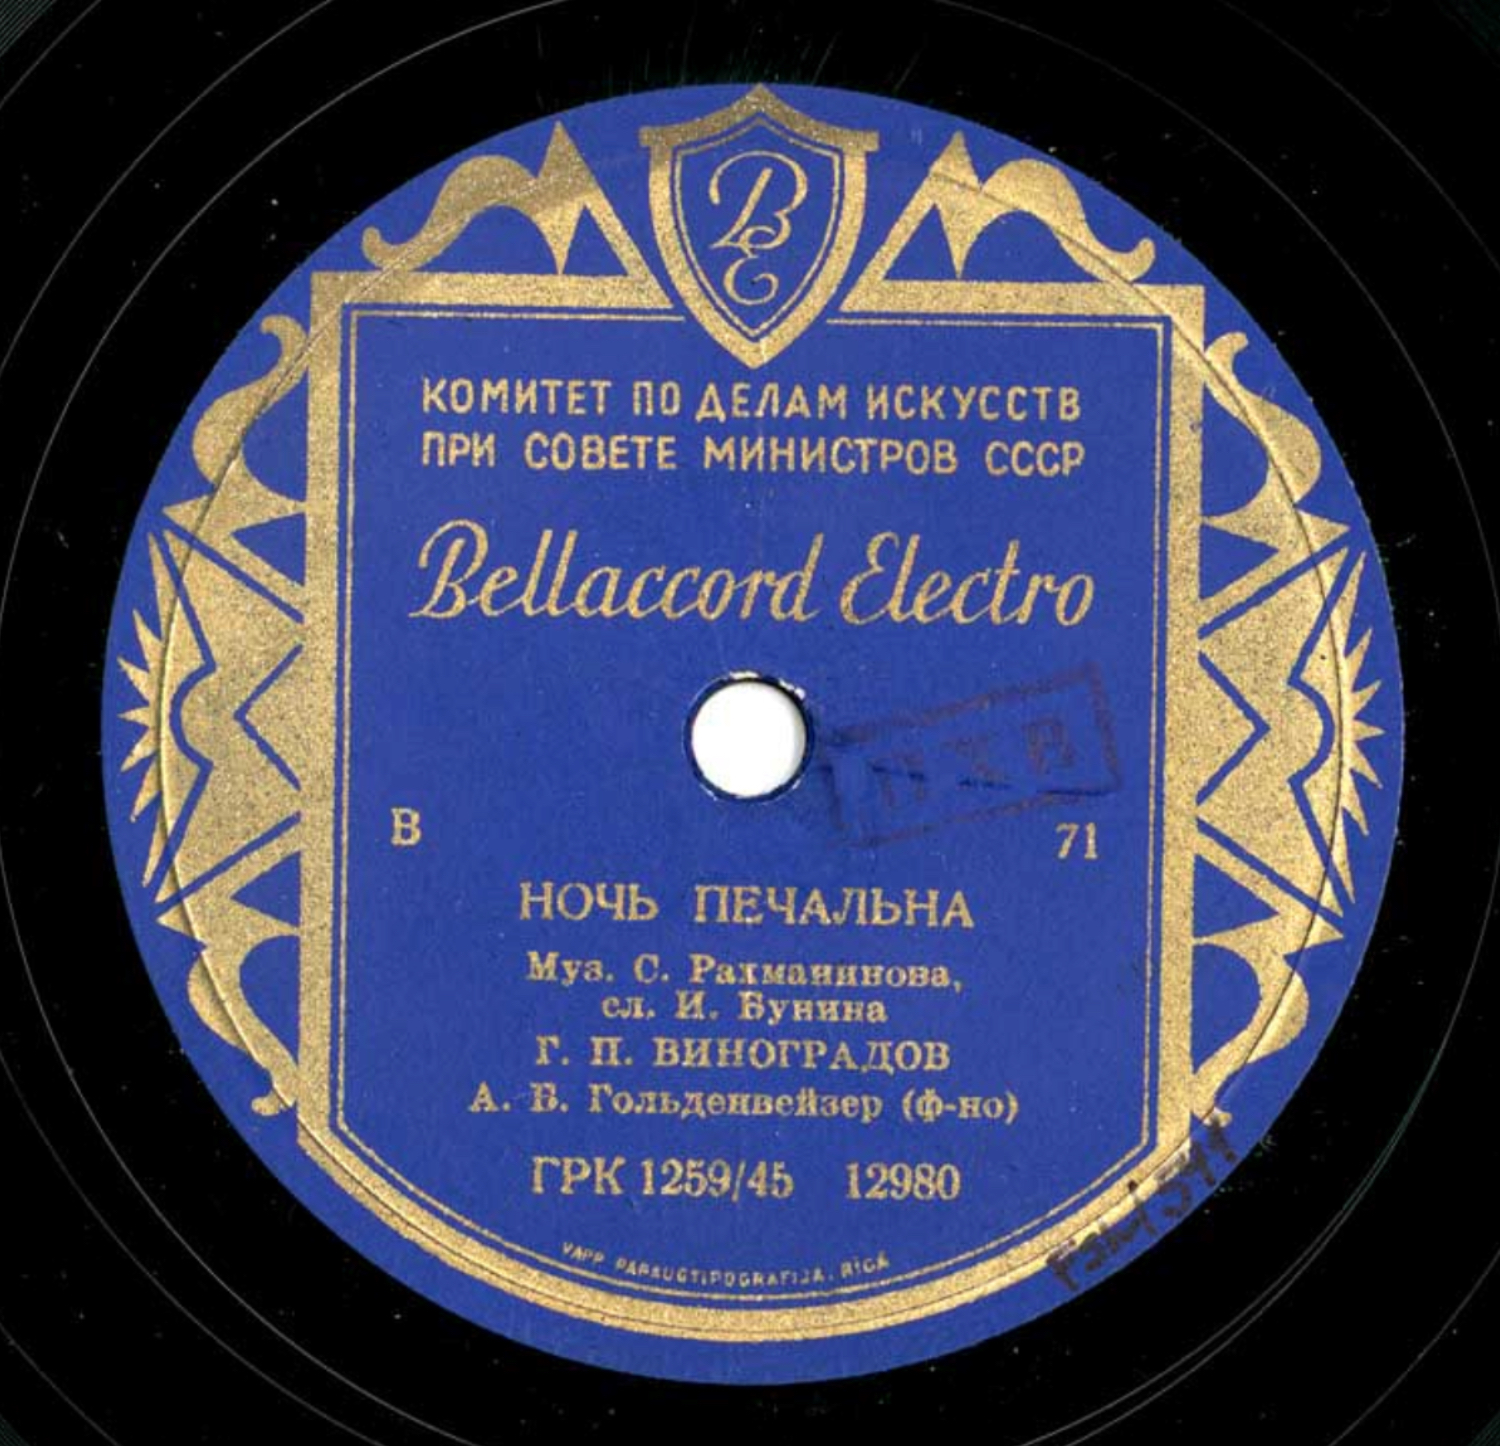 B
E
КОМИТЕТ ПО ДЕЛАМ ИСКУССТВ
ПРИ СОВЕТЕ МИНИСТРОВ СССР
Bellaccord Electro
В 71
НОЧЬ ПЕЧАЛЬНА
Муз. С. Рахманинова,
сл. И. Бунина
Г. П. ВИНОГРАДОВ
А. Б. Гольденвейзер (ф-но)
ГРК 1259/45 12980
VAPP PARAUGTIPOGRAFIJA, RĪGĀ